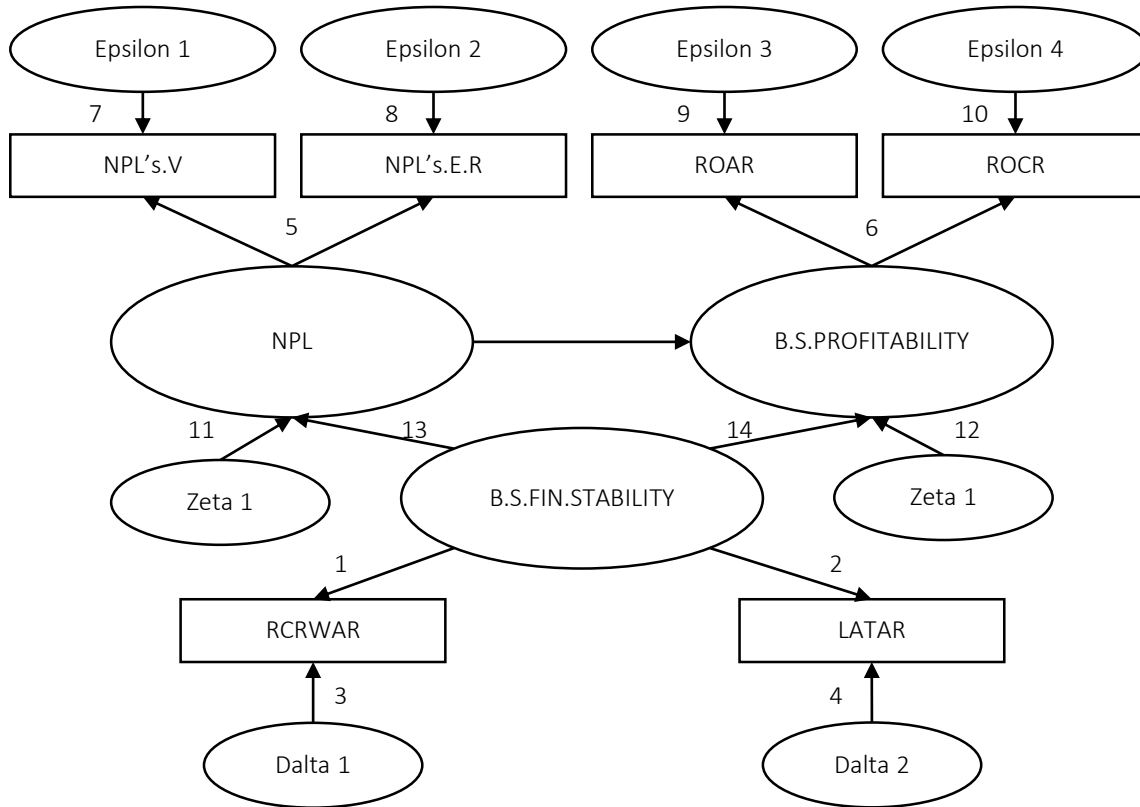 Epsilon 1
Epsilon 2
Epsilon 3
Epsilon 4
7
8
9
10
NPL's.V
NPL's.E.R
ROAR
ROCR
5
6
NPL
B.S.PROFITABILITY
11
13
14
12
Zeta 1
B.S.FIN.STABILITY
Zeta 1
1
2
RCRWAR
LATAR
3
4
Dalta 1
Dalta 2